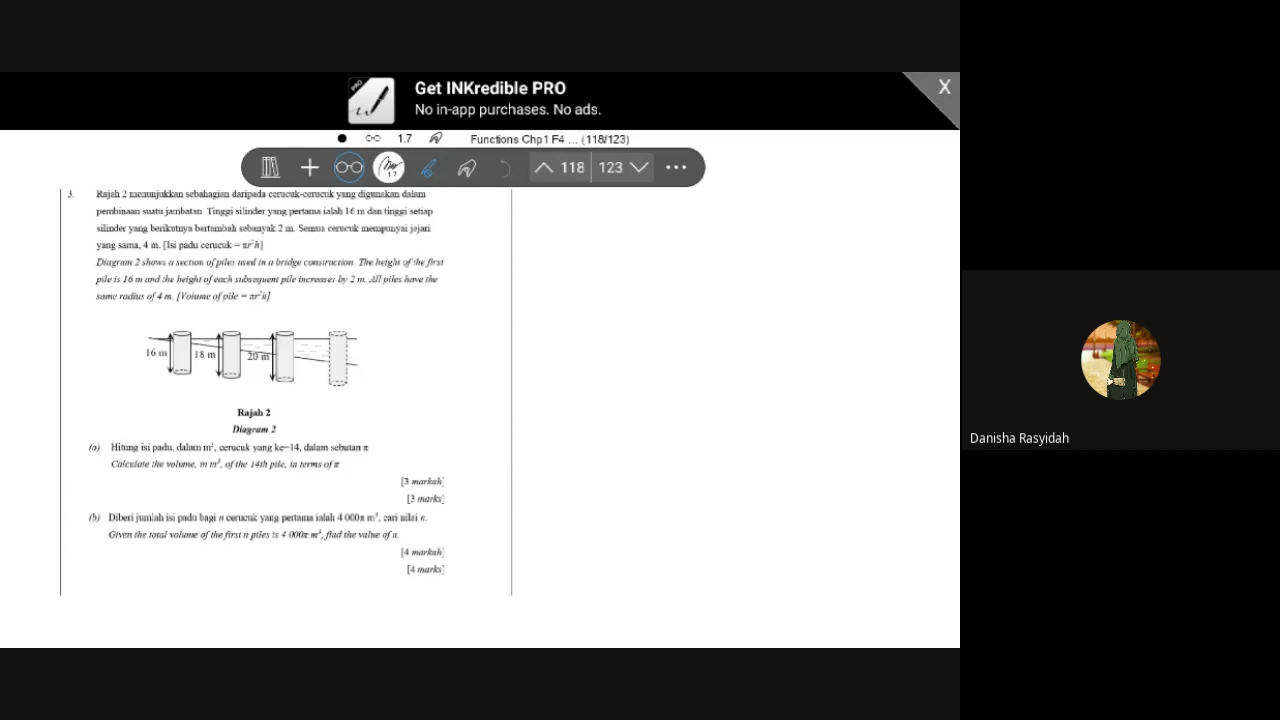 Get INKredible PRO
X
No in-app purchases. No ads.
1.7 Functions Chp1 F4 ... (118/123)
1.7 118 123
3. Rajah 2 menunjukkan sebahagian daripada cerucuk-cerucuk yang digunakan dalam
pembinaan suatu jambatan. Tinggi silinder yang pertama ialah 16 m dan tinggi setiap
silinder yang berikutnya bertambah sebanyak 2 m. Semua cerucuk mempunyai jejari
yang sama, 4 m. [Isi padu cerucuk = πr²h]
Diagram 2 shows a section of piles used in a bridge construction. The height of the first
pile is 16 m and the height of each subsequent pile increases by 2 m. All piles have the
same radius of 4 m. [Volume of pile = πr²h]
16 m 18 m 20 m
Rajah 2
Diagram 2
(a) Hitung isi padu, dalam m³, cerucuk yang ke-14, dalam sebutan π
Calculate the volume, in m³, of the 14th pile, in terms of π
[3 markah]
[3 marks]
(b) Diberi jumlah isi padu bagi n cerucuk yang pertama ialah 4 000π m³, cari nilai n.
Given the total volume of the first n piles is 4 000π m³, find the value of n.
[4 markah]
[4 marks]
Danisha Rasyidah